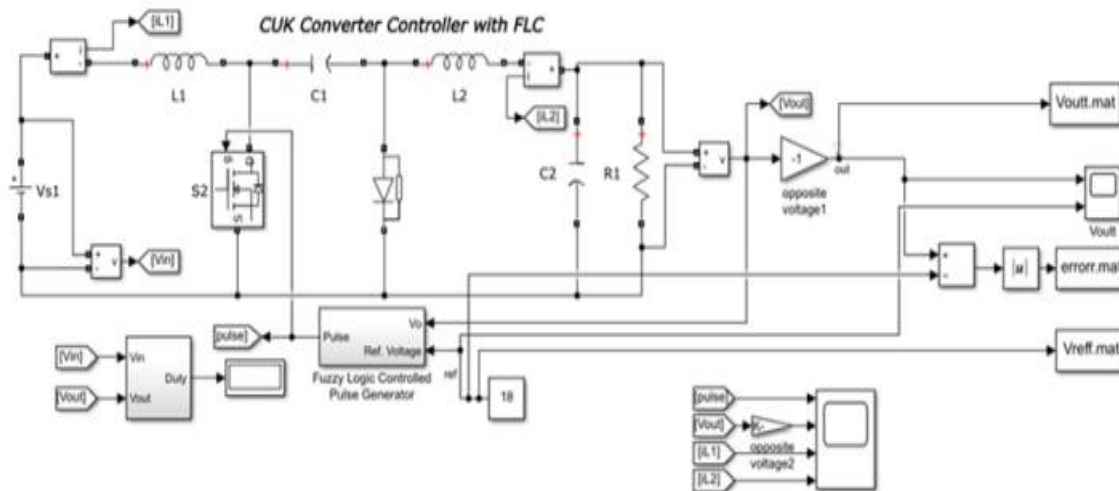 CUK Converter Controller with FLC
[iL1]
L1
C1
L2
[iL2]
[Vout]
Voutt.mat
-1
out
opposite
voltage1
Voutt
Vs1
S2
C2
R1
v
[Vin]
v
|u|
errorr.mat
[pulse]
Pulse
Vo
Ref. Voltage
ref
Fuzzy Logic Controlled
Pulse Generator
18
Vreff.mat
[Vin]
[Vout]
Vin
Vout
Duty
[pulse]
[Vout]
K-
opposite
voltage2
[iL1]
[iL2]